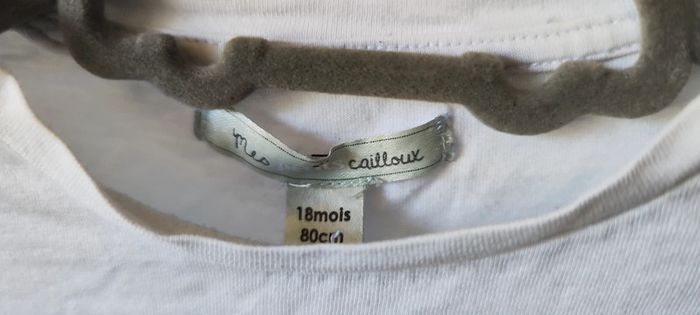 Mes cailloux
18mois
80cm